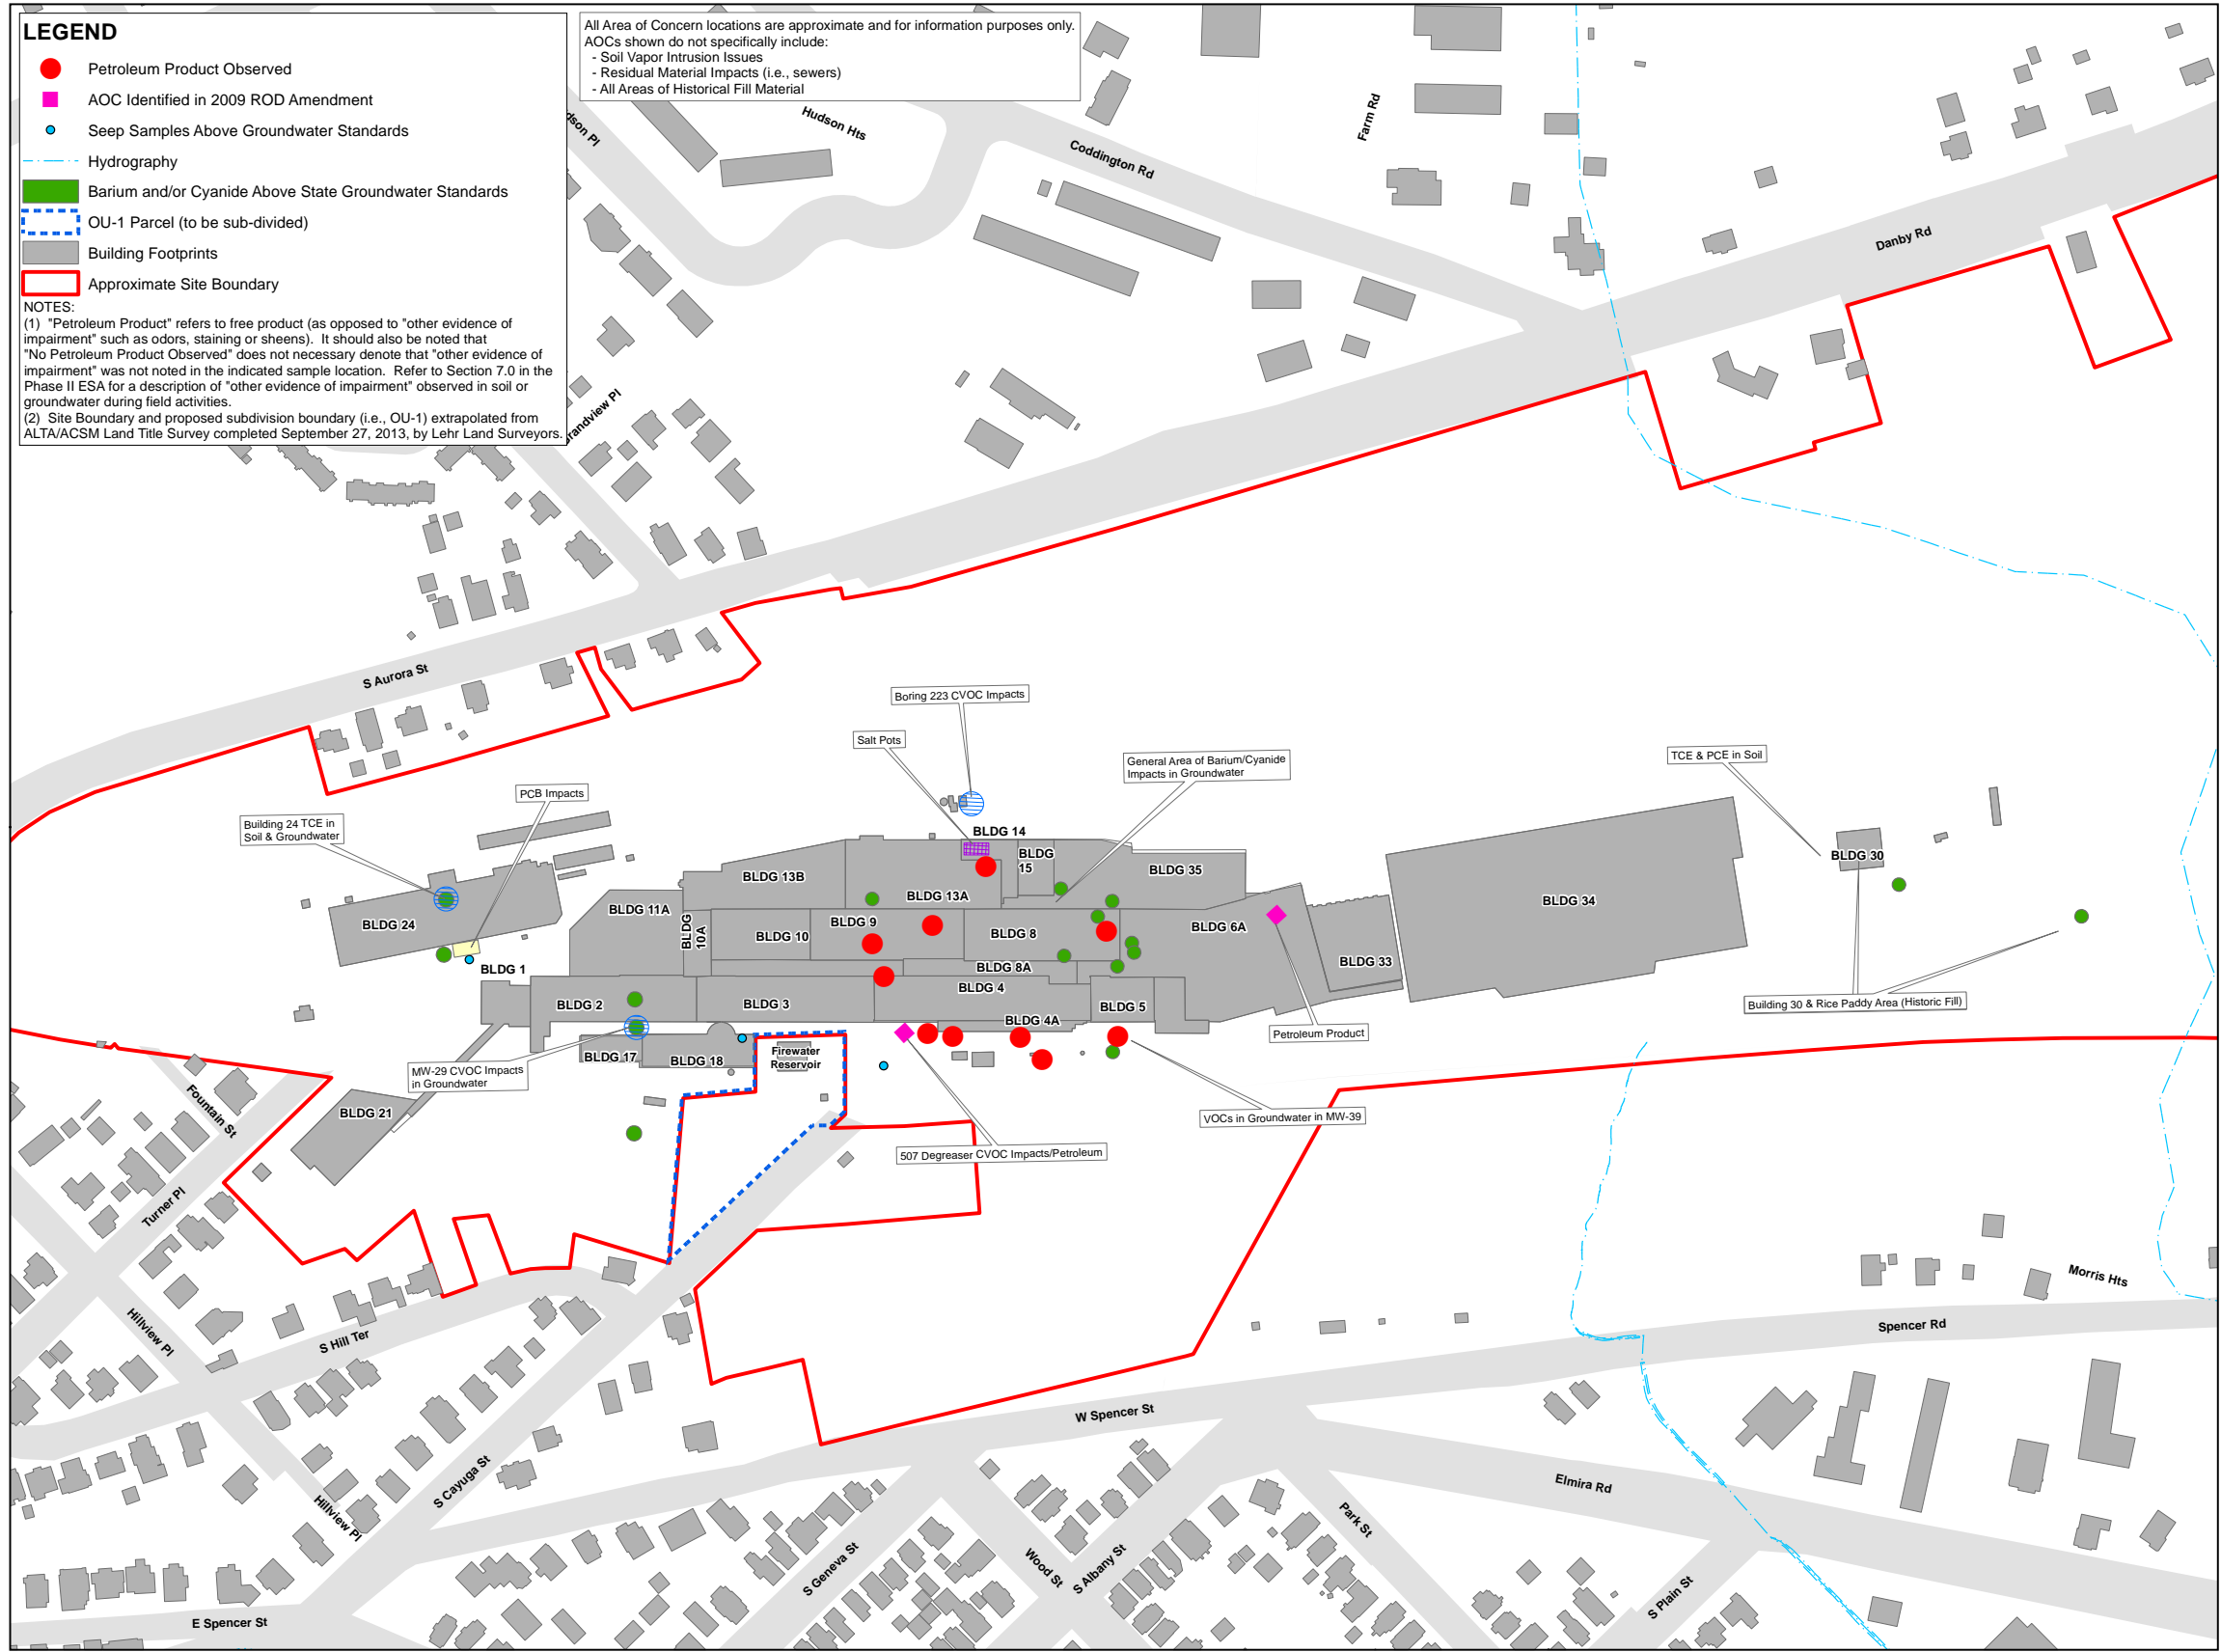 LEGEND
Petroleum Product Observed
AOC Identified in 2009 ROD Amendment
Seep Samples Above Groundwater Standards
Hydrography
Barium and/or Cyanide Above State Groundwater Standards
OU-1 Parcel (to be sub-divided)
Building Footprints
Approximate Site Boundary
NOTES:
(1) "Petroleum Product" refers to free product (as opposed to "other evidence of
impairment" such as odors, staining or sheens). It should also be noted that
"No Petroleum Product Observed" does not necessary denote that "other evidence of
impairment" was not noted in the indicated sample location. Refer to Section 7.0 in the
Phase II ESA for a description of "other evidence of impairment" observed in soil or
groundwater during field activities.
(2) Site Boundary and proposed subdivision boundary (i.e., OU-1) extrapolated from
ALTA/ACSM Land Title Survey completed September 27, 2013, by Lehr Land Surveyors.
All Area of Concern locations are approximate and for information purposes only.
AOCs shown do not specifically include:
- Soil Vapor Intrusion Issues
- Residual Material Impacts (i.e., sewers)
- All Areas of Historical Fill Material
Hudson Hts
Coddington Rd
Farm Rd
Danby Rd
S Aurora St
Boring 223 CVOC Impacts
Salt Pots
General Area of Barium/Cyanide
Impacts in Groundwater
TCE & PCE in Soil
PCB Impacts
Building 24 TCE in
Soil & Groundwater
BLDG 14
BLDG
15
BLDG 35
BLDG 13B
BLDG 13A
BLDG 30
BLDG 34
BLDG 11A
BLDG
10A
BLDG 24
BLDG 9
BLDG 10
BLDG 8
BLDG 6A
BLDG 33
BLDG 1
BLDG 8A
BLDG 2
BLDG 3
BLDG 4
BLDG 5
BLDG 4A
Building 30 & Rice Paddy Area (Historic Fill)
Petroleum Product
BLDG 17
BLDG 18
Firewater
Reservoir
MW-29 CVOC Impacts
in Groundwater
BLDG 21
VOCs in Groundwater in MW-39
507 Degreaser CVOC Impacts/Petroleum
Fountain St
Turner Pl
Hillview Pl
S Hill Ter
Morris Hts
Spencer Rd
W Spencer St
S Cayuga St
Hillview Pl
Elmira Rd
Park St
S Geneva St
Wood St
S Albany St
S Plain St
E Spencer St